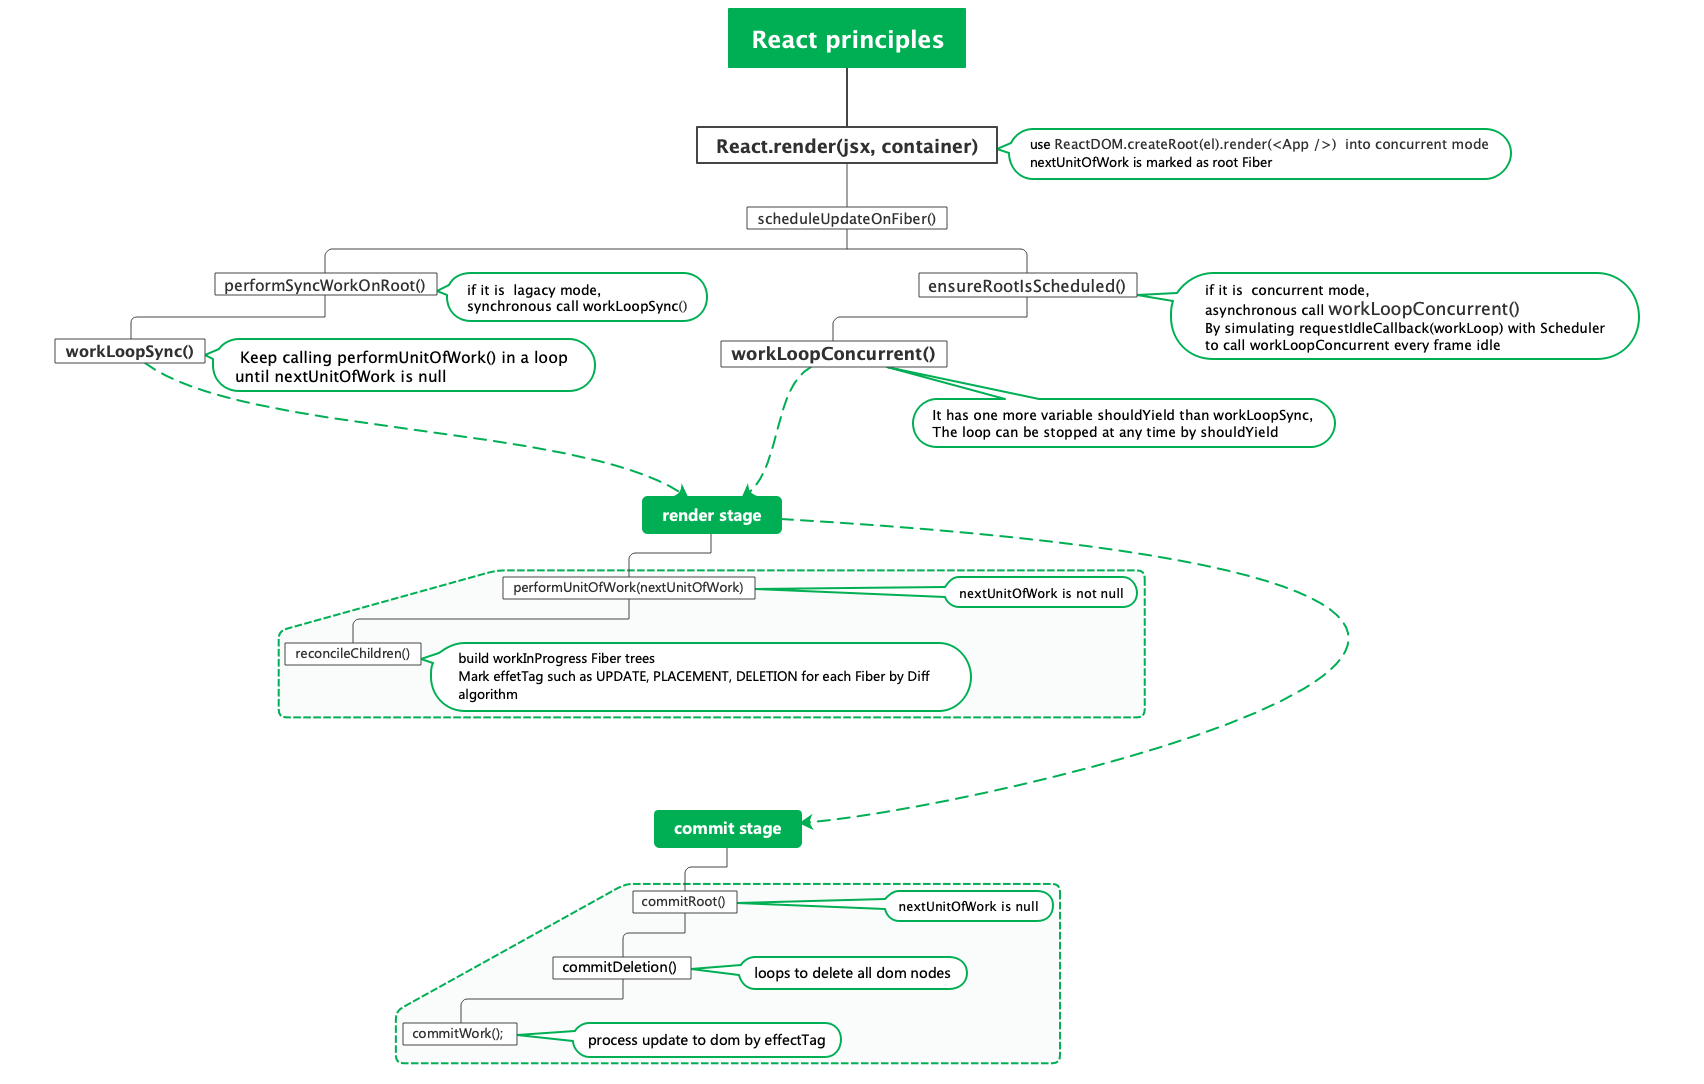 React principles
React.render(jsx, container)
use ReactDOM.createRoot(el).render(<App />)  into concurrent mode
nextUnitOfWork is marked as root Fiber
scheduleUpdateOnFiber()
performSyncWorkOnRoot()
if it is  lagacy mode,
synchronous call workLoopSync()
ensureRootIsScheduled()
if it is  concurrent mode,
asynchronous call workLoopConcurrent()
By simulating requestIdleCallback(workLoop) with Scheduler
to call workLoopConcurrent every frame idle
workLoopSync()
Keep calling performUnitOfWork() in a loop
until nextUnitOfWork is null
workLoopConcurrent()
It has one more variable shouldYield than workLoopSync,
The loop can be stopped at any time by shouldYield
render stage
performUnitOfWork(nextUnitOfWork)
nextUnitOfWork is not null
reconcileChildren()
build workInProgress Fiber trees
Mark effetTag such as UPDATE, PLACEMENT, DELETION for each Fiber by Diff
algorithm
commit stage
commitRoot()
nextUnitOfWork is null
commitDeletion()
loops to delete all dom nodes
commitWork();
process update to dom by effectTag